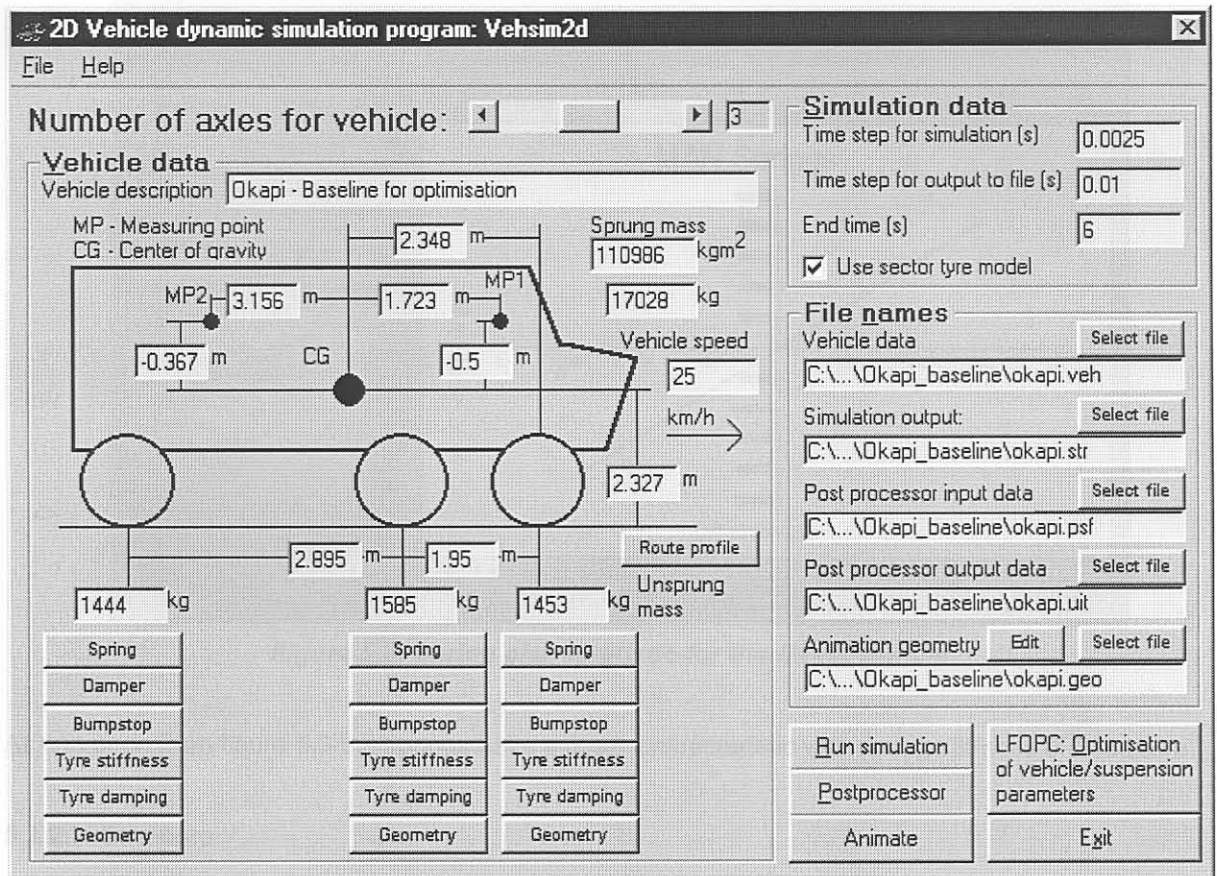 2D Vehicle dynamic simulation program: Vehsim2d
File Help
Number of axles for vehicle: 3
Vehicle data
Vehicle description Okapi - Baseline for optimisation
MP - Measuring point
CG - Center of gravity
2.348 m
Sprung mass
110986 kgm²
17028 kg
MP2 3.156 m 1.723 m MP1
-0.367 m CG -0.5 m
Vehicle speed
25
km/h
2.327 m
2.895 m 1.95 m
Route profile
1444 kg 1585 kg 1453 kg Unsprung mass
Spring Spring Spring
Damper Damper Damper
Bumpstop Bumpstop Bumpstop
Tyre stiffness Tyre stiffness Tyre stiffness
Tyre damping Tyre damping Tyre damping
Geometry Geometry Geometry
Simulation data
Time step for simulation (s) 0.0025
Time step for output to file (s) 0.01
End time (s) 6
Use sector tyre model
File names
Vehicle data Select file
C:\...\Okapi_baseline\okapi.veh
Simulation output: Select file
C:\...\Okapi_baseline\okapi.str
Post processor input data Select file
C:\...\Okapi_baseline\okapi.psf
Post processor output data Select file
C:\...\Okapi_baseline\okapi.uit
Animation geometry Edit Select file
C:\...\Okapi_baseline\okapi.geo
Run simulation
Postprocessor
Animate
LFOPC: Optimisation
of vehicle/suspension
parameters
Exit